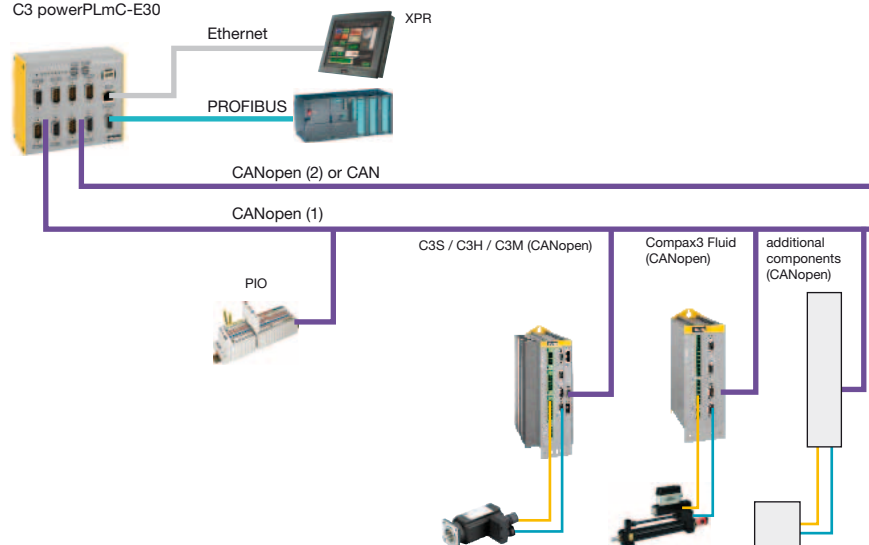 C3 powerPLmC-E30
Ethernet
XPR
PROFIBUS
CANopen (2) or CAN
CANopen (1)
C3S / C3H / C3M (CANopen)
Compax3 Fluid
(CANopen)
additional
components
(CANopen)
PIO